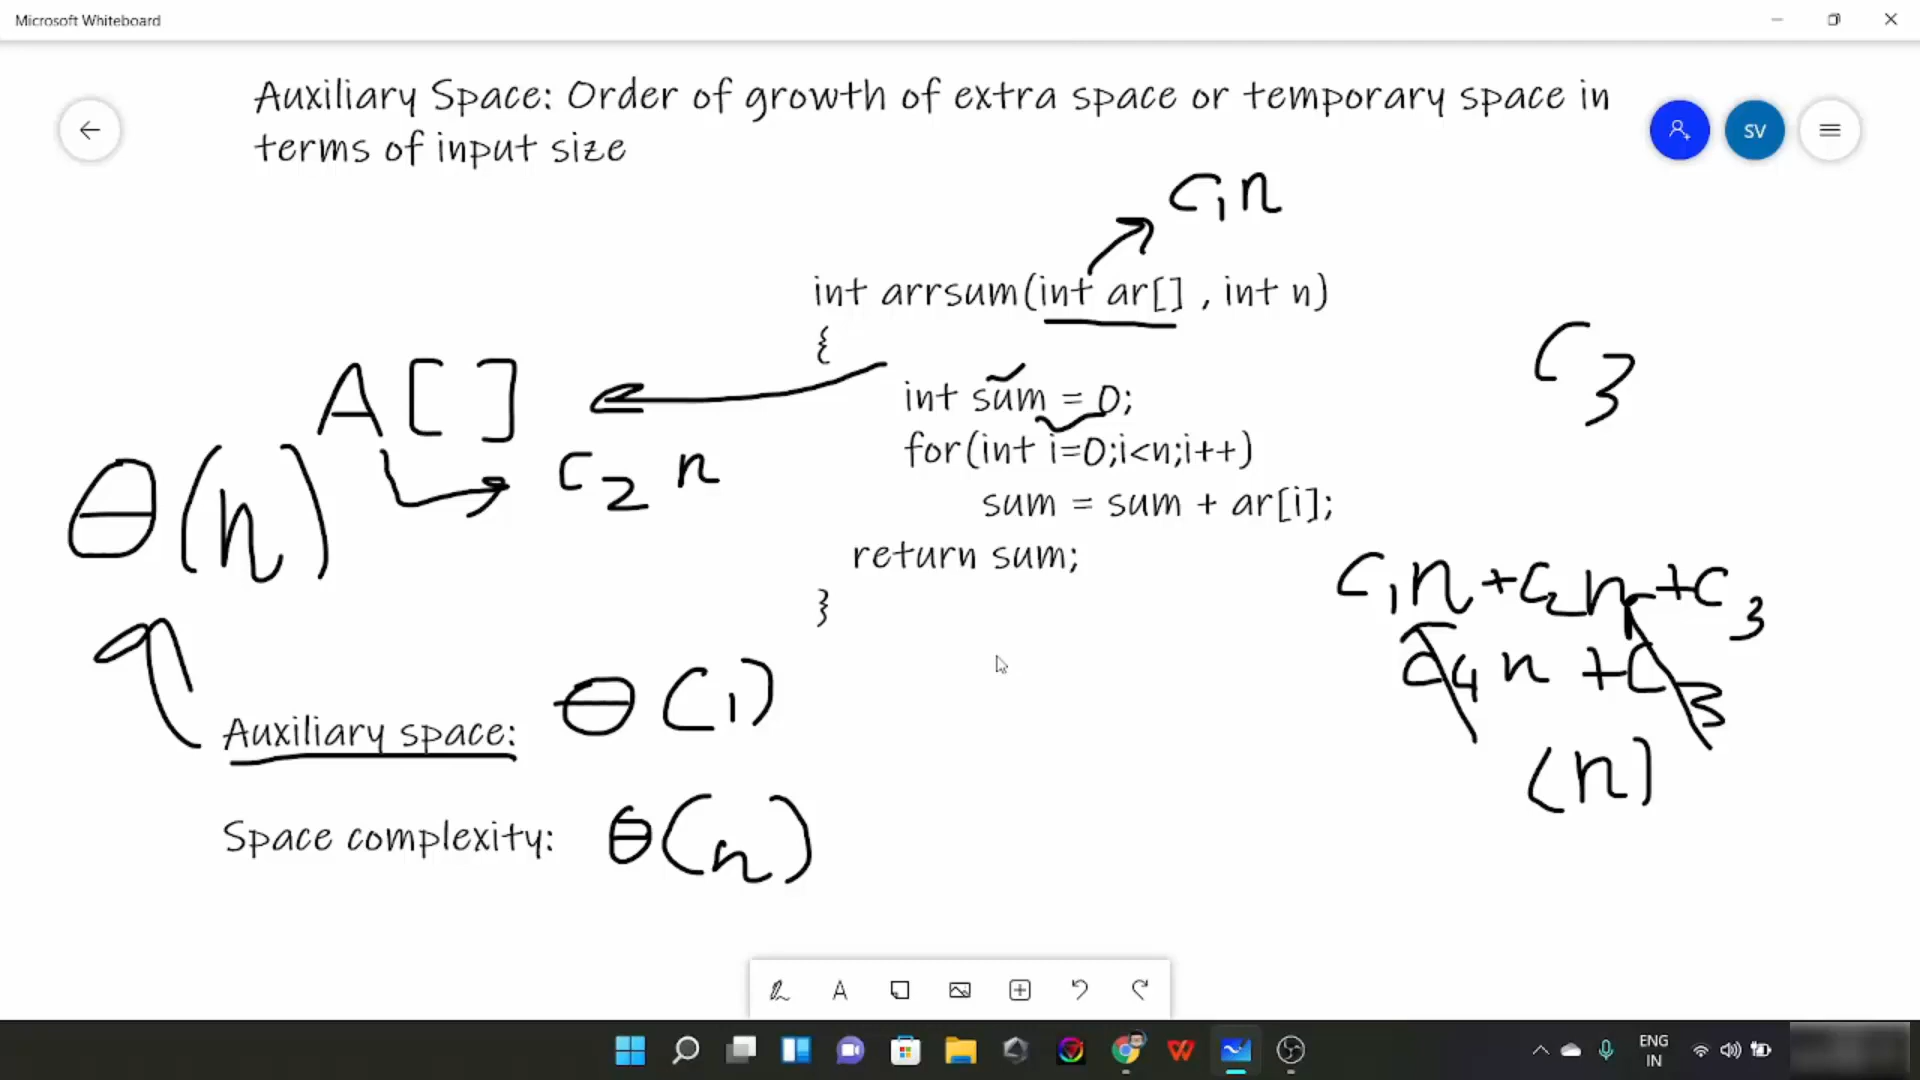 Microsoft Whiteboard
Auxiliary Space: Order of growth of extra space or temporary space in
terms of input size
SV
C1n
int arrsum(int ar[] , int n)
{
C3
A[]
int sum = 0;
θ(n)
C2 n
for(int i=0;i<n;i++)
sum = sum + ar[i];
return sum;
C1n+C2n+C3
}
C4n+C3
Auxiliary space: θ(1)
(n)
Space complexity: θ(n)
A
ENG
IN